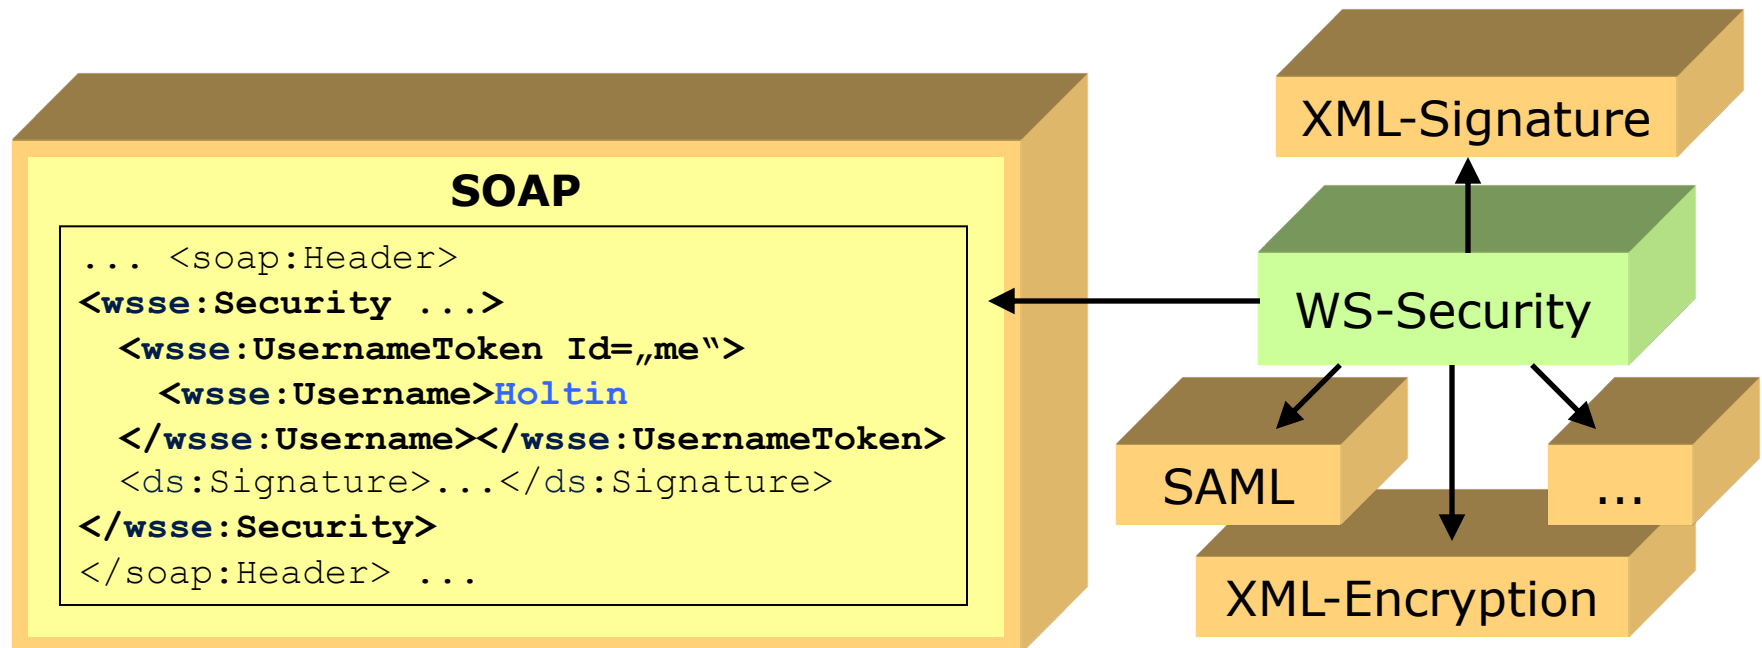 SOAP
... <soap:Header>
<wsse:Security ...>
<wsse:UsernameToken Id=„me“>
<wsse:Username>Holtin
</wsse:Username></wsse:UsernameToken>
<ds:Signature>...</ds:Signature>
</wsse:Security>
</soap:Header> ...
XML-Signature
WS-Security
SAML
...
XML-Encryption